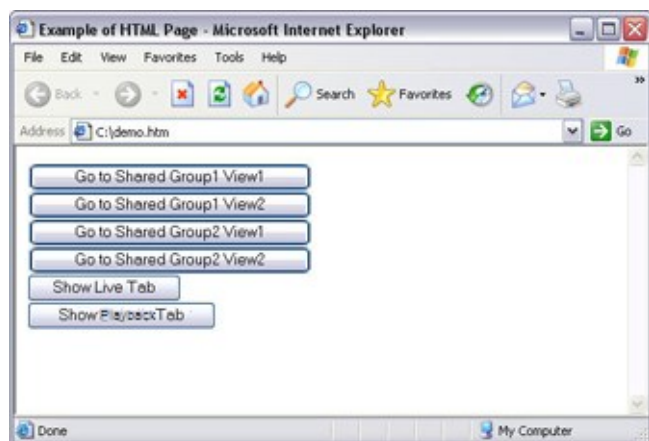 Example of HTML Page - Microsoft Internet Explorer
File Edit View Favorites Tools Help
Back Search Favorites
Address C:\demo.htm Go
Go to Shared Group1 View1
Go to Shared Group1 View2
Go to Shared Group2 View1
Go to Shared Group2 View2
Show Live Tab
Show Playback Tab
Done My Computer